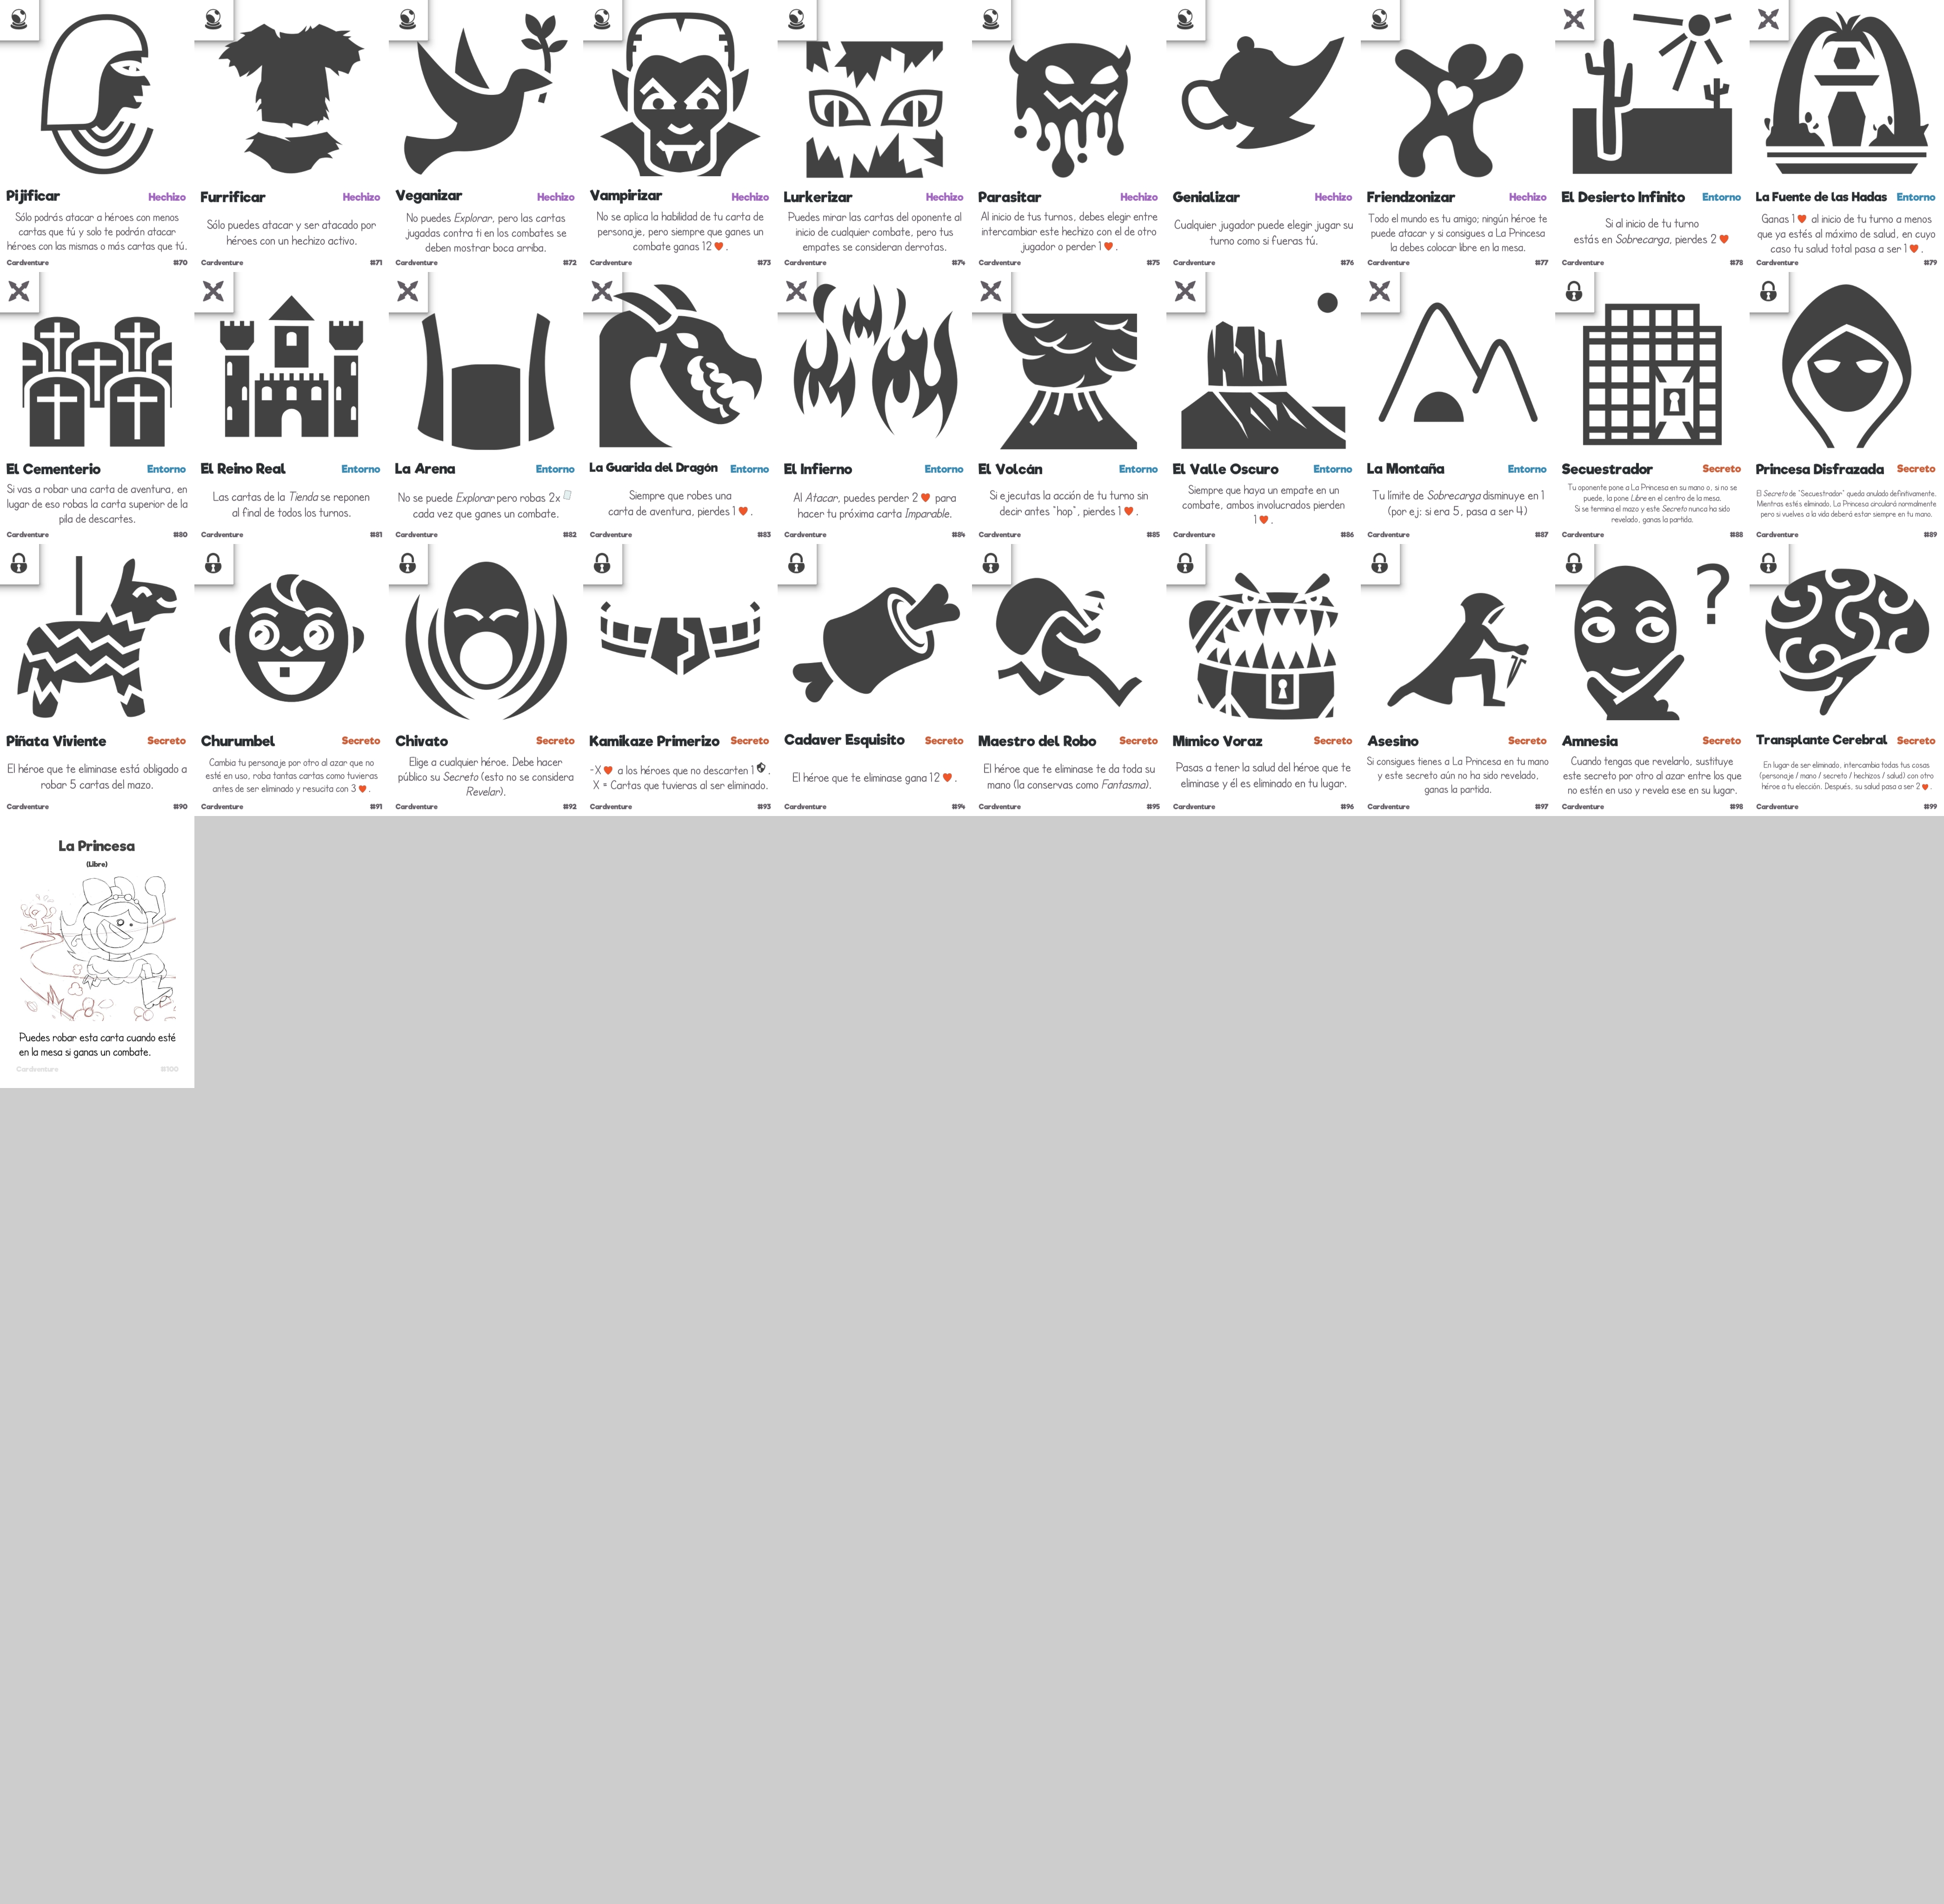 Pijificar Hechizo
Sólo podrás atacar a héroes con menos
cartas que tú y solo te podrán atacar
héroes con las mismas o más cartas que tú.
Cardventure #70
Furrificar Hechizo
Sólo puedes atacar y ser atacado por
héroes con un hechizo activo.
Cardventure #71
Veganizar Hechizo
No puedes Explorar, pero las cartas
jugadas contra ti en los combates se
deben mostrar boca arriba.
Cardventure #72
Vampirizar Hechizo
No se aplica la habilidad de tu carta de
personaje, pero siempre que ganes un
combate ganas 12 ♥.
Cardventure #73
Lurkerizar Hechizo
Puedes mirar las cartas del oponente al
inicio de cualquier combate, pero tus
empates se consideran derrotas.
Cardventure #74
Parasitar Hechizo
Al inicio de tus turnos, debes elegir entre
intercambiar este hechizo con el de otro
jugador o perder 1 ♥.
Cardventure #75
Genializar Hechizo
Cualquier jugador puede elegir jugar su
turno como si fueras tú.
Cardventure #76
Friendzonizar Hechizo
Todo el mundo es tu amigo; ningún héroe te
puede atacar y si consigues a La Princesa
la debes colocar libre en la mesa.
Cardventure #77
El Desierto Infinito Entorno
Si al inicio de tu turno
estás en Sobrecarga, pierdes 2 ♥
Cardventure #78
La Fuente de las Hadas Entorno
Ganas 1 ♥ al inicio de tu turno a menos
que ya estés al máximo de salud, en cuyo
caso tu salud total pasa a ser 1 ♥.
Cardventure #79
El Cementerio Entorno
Si vas a robar una carta de aventura, en
lugar de eso robas la carta superior de la
pila de descartes.
Cardventure #80
El Reino Real Entorno
Las cartas de la Tienda se reponen
al final de todos los turnos.
Cardventure #81
La Arena Entorno
No se puede Explorar pero robas 2x
cada vez que ganes un combate.
Cardventure #82
La Guarida del Dragón Entorno
Siempre que robes una
carta de aventura, pierdes 1 ♥.
Cardventure #83
El Infierno Entorno
Al Atacar, puedes perder 2 ♥ para
hacer tu próxima carta Imparable.
Cardventure #84
El Volcán Entorno
Si ejecutas la acción de tu turno sin
decir antes "hop", pierdes 1 ♥.
Cardventure #85
El Valle Oscuro Entorno
Siempre que haya un empate en un
combate, ambos involucrados pierden
1 ♥.
Cardventure #86
La Montaña Entorno
Tu límite de Sobrecarga disminuye en 1
(por ej: si era 5, pasa a ser 4)
Cardventure #87
Secuestrador Secreto
Tu oponente pone a La Princesa en su mano o, si no se
puede, la pone Libre en el centro de la mesa.
Si se termina el mazo y este Secreto nunca ha sido
revelado, ganas la partida.
Cardventure #88
Princesa Disfrazada Secreto
El Secreto de "Secuestrador" queda anulado definitivamente.
Mientras estés eliminado, La Princesa circulará normalmente
pero si vuelves a la vida deberá estar siempre en tu mano.
Cardventure #89
Piñata Viviente Secreto
El héroe que te eliminase está obligado a
robar 5 cartas del mazo.
Cardventure #90
Churumbel Secreto
Cambia tu personaje por otro al azar que no
esté en uso, roba tantas cartas como tuvieras
antes de ser eliminado y resucita con 3 ♥.
Cardventure #91
Chivato Secreto
Elige a cualquier héroe. Debe hacer
público su Secreto (esto no se considera
Revelar).
Cardventure #92
Kamikaze Primerizo Secreto
-X ♥ a los héroes que no descarten 1 .
X = Cartas que tuvieras al ser eliminado.
Cardventure #93
Cadaver Esquisito Secreto
El héroe que te eliminase gana 12 ♥.
Cardventure #94
Maestro del Robo Secreto
El héroe que te eliminase te da toda su
mano (la conservas como Fantasma).
Cardventure #95
Mimico Voraz Secreto
Pasas a tener la salud del héroe que te
eliminase y él es eliminado en tu lugar.
Cardventure #96
Asesino Secreto
Si consigues tienes a La Princesa en tu mano
y este secreto aún no ha sido revelado,
ganas la partida.
Cardventure #97
Amnesia Secreto
Cuando tengas que revelarlo, sustituye
este secreto por otro al azar entre los que
no estén en uso y revela ese en su lugar.
Cardventure #98
Transplante Cerebral Secreto
En lugar de ser eliminado, intercambia todas tus cosas
(personaje / mano / secreto / hechizos / salud) con otro
héroe a tu elección. Después, su salud pasa a ser 2 ♥.
Cardventure #99
La Princesa
(Libre)
Puedes robar esta carta cuando esté
en la mesa si ganas un combate.
Cardventure #100